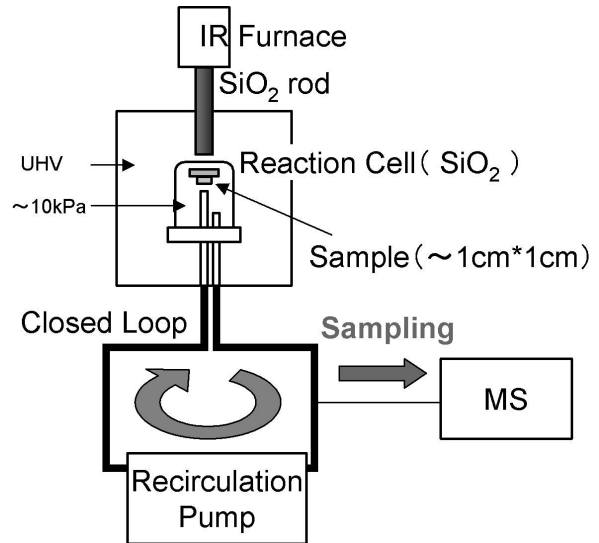 IR Furnace
SiO₂ rod
UHV
Reaction Cell( SiO₂ )
~10kPa
Sample(~1cm*1cm)
Closed Loop
Sampling
MS
Recirculation
Pump